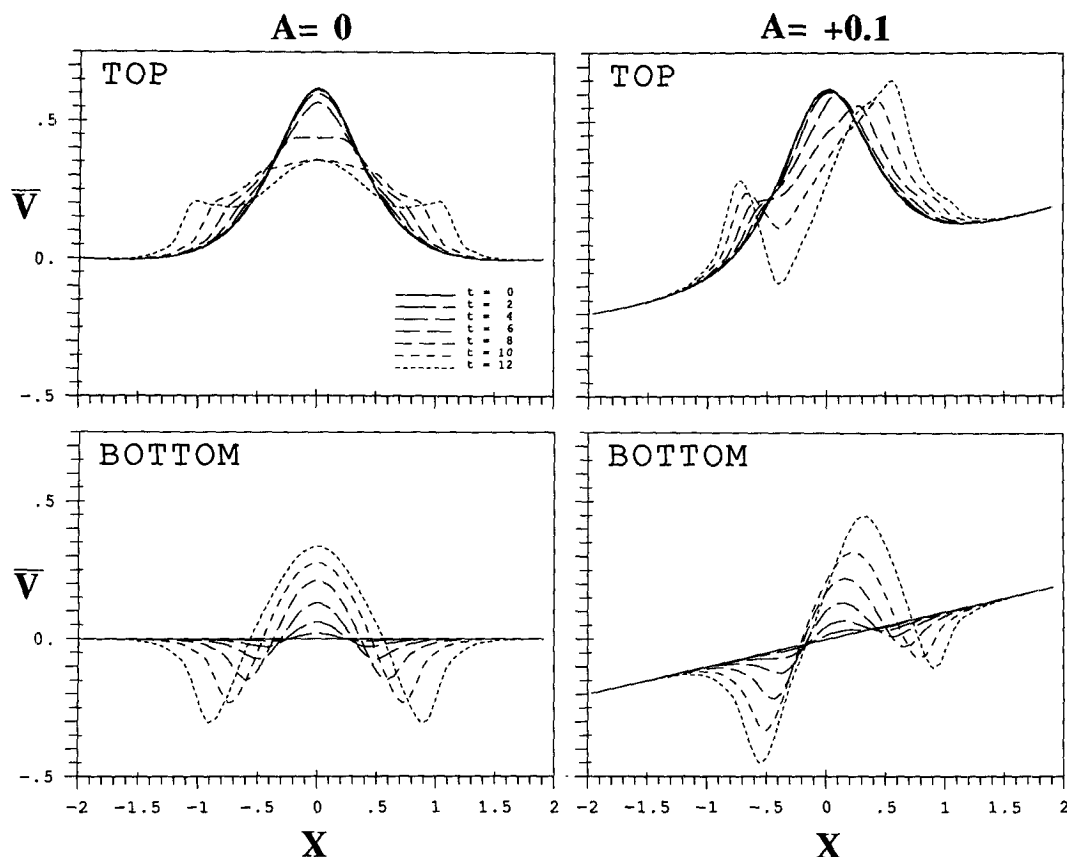 A= 0
A= +0.1
TOP
TOP
.5
V̅
0.
-.5
t = 0
t = 2
t = 4
t = 6
t = 8
t = 10
t = 12
BOTTOM
BOTTOM
.5
V̅
0.
-.5
-2 -1.5 -1 -.5 0 .5 1 1.5 -2 -1.5 -1 -.5 0 .5 1 1.5 2
X
X